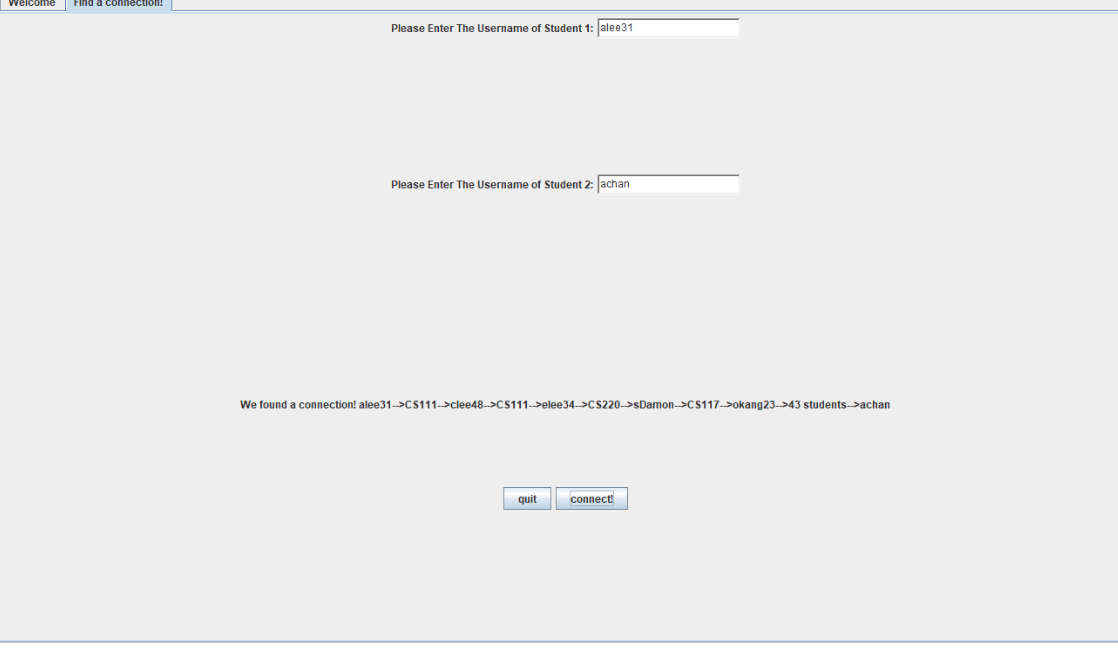 Welcome Find a connection!
Please Enter The Username of Student 1: alee31
Please Enter The Username of Student 2: achan
We found a connection! alee31-->CS111-->clee48-->CS111-->elee34-->CS220-->sDamon-->CS117-->okang23-->43 students-->achan
quit connect!